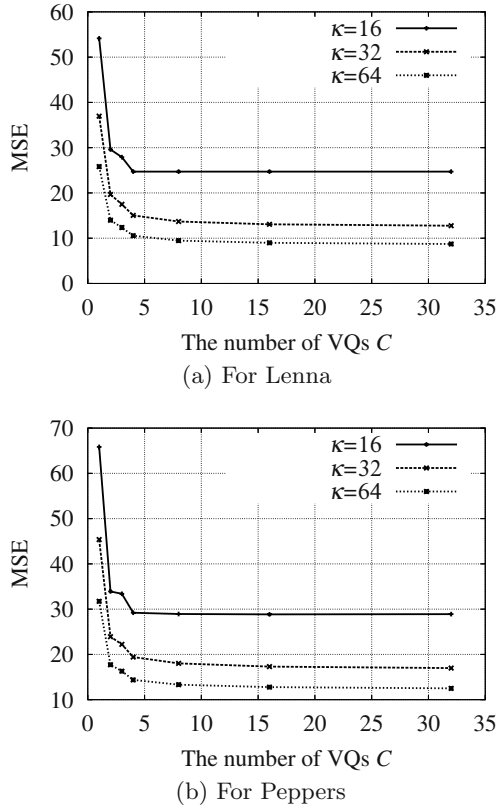 60
50
40
30
20
10
0
MSE
κ=16
κ=32
κ=64
0 5 10 15 20 25 30 35
The number of VQs C
(a) For Lenna
70
60
50
40
30
20
10
MSE
κ=16
κ=32
κ=64
0 5 10 15 20 25 30 35
The number of VQs C
(b) For Peppers